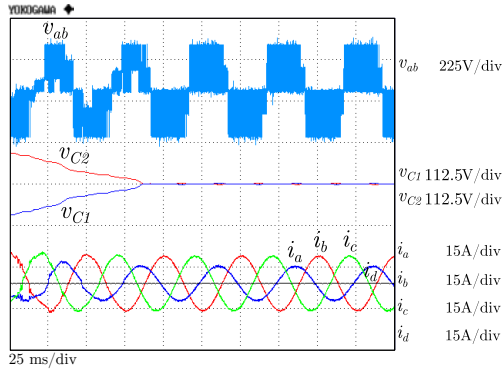 YOKOGAWA ◆
v_ab
v_ab 225V/div
v_C2
v_C1 112.5V/div
v_C2 112.5V/div
v_C1
i_a i_b i_c i_d
i_a 15A/div
i_b 15A/div
i_c 15A/div
i_d 15A/div
25 ms/div